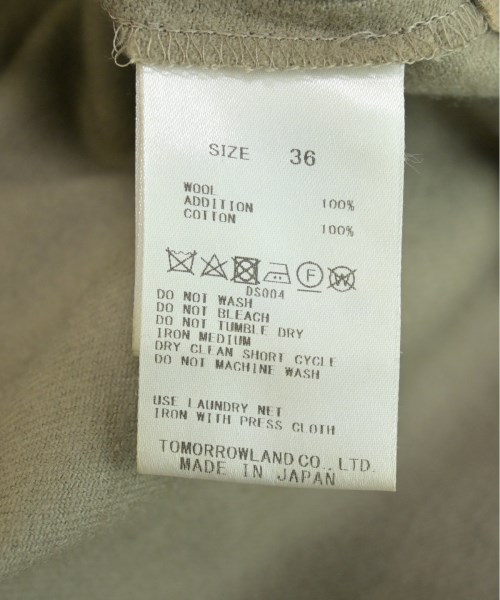 SIZE 36
WOOL
ADDITION 100%
COTTON
100%
F W
DS004
DO NOT WASH
DO NOT BLEACH
DO NOT TUMBLE DRY
IRON MEDIUM
DRY CLEAN SHORT CYCLE
DO NOT MACHINE WASH
USE LAUNDRY NET
IRON WITH PRESS CLOTH
TOMORROWLAND CO., LTD.
MADE IN JAPAN